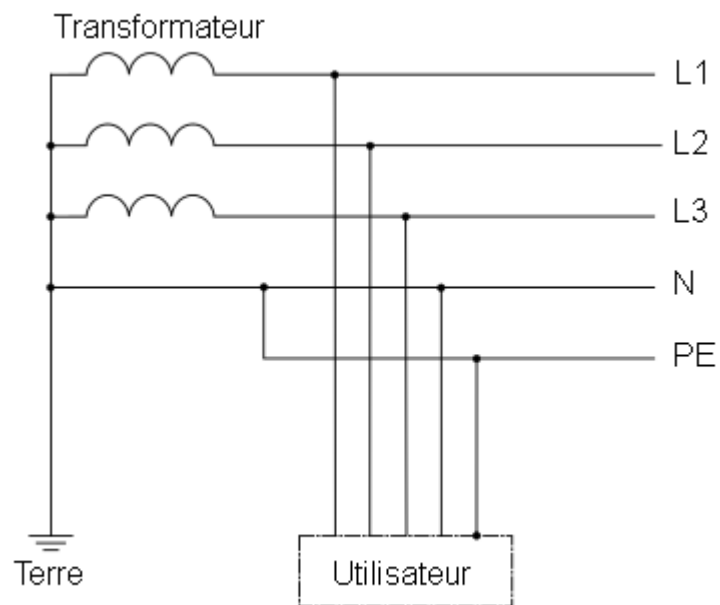 Transformateur
L1
L2
L3
N
PE
Terre
Utilisateur